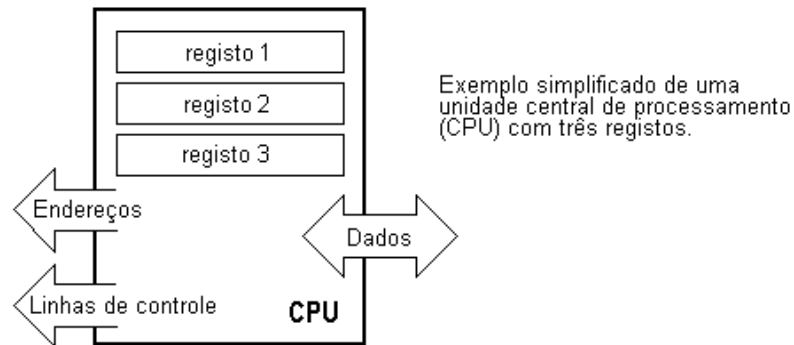 registo 1
registo 2
registo 3
Exemplo simplificado de uma
unidade central de processamento
(CPU) com três registos.
Endereços
Dados
Linhas de controle
CPU